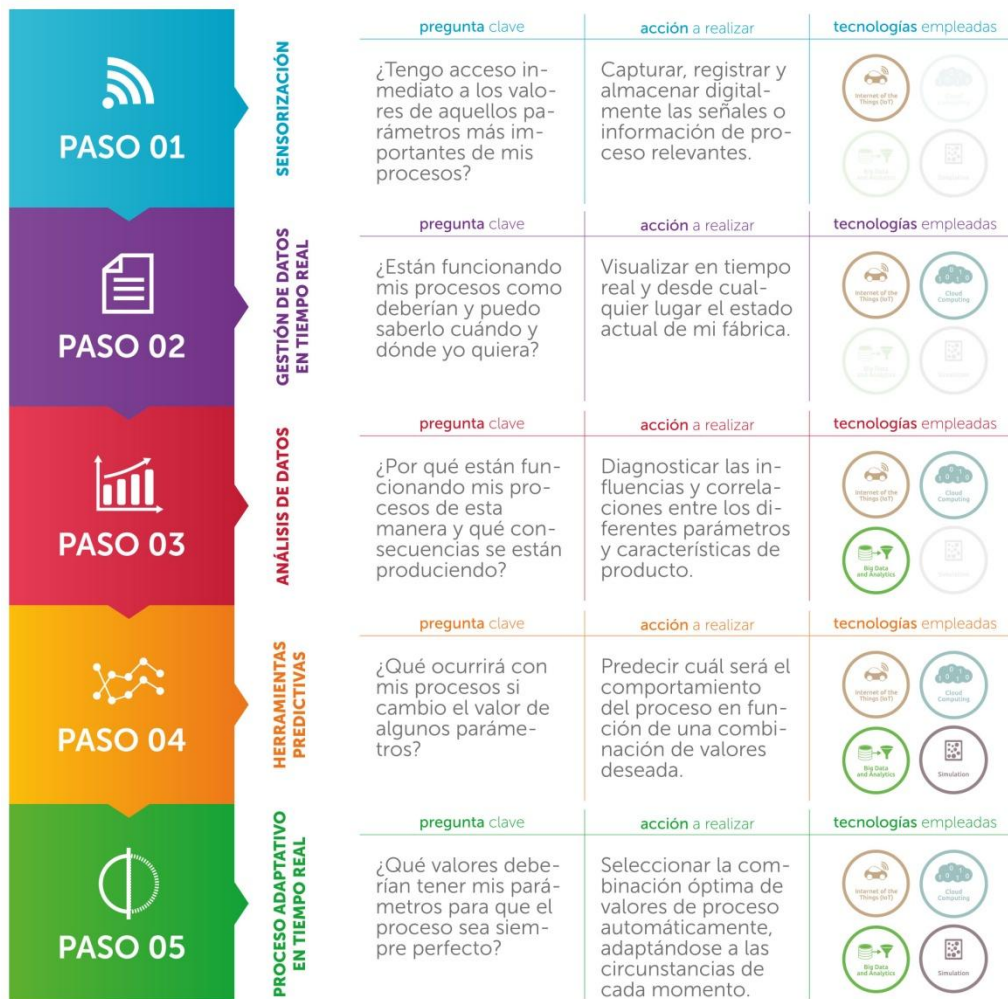 PASO 01
SENSORIZACIÓN
pregunta clave
¿Tengo acceso in-
mediato a los valo-
res de aquellos pa-
rámetros más im-
portantes de mis
procesos?
acción a realizar
Capturar, registrar y
almacenar digital-
mente las señales o
información de pro-
ceso relevantes.
tecnologías empleadas
Internet of the
Things (IoT)
Big Data
and Analytics
Simulation
PASO 02
GESTIÓN DE DATOS
EN TIEMPO REAL
pregunta clave
¿Están funcionando
mis procesos como
deberían y puedo
saberlo cuándo y
dónde yo quiera?
acción a realizar
Visualizar en tiempo
real y desde cual-
quier lugar el estado
actual de mi fábrica.
tecnologías empleadas
Internet of the
Things (IoT)
Cloud
Computing
Big Data
and Analytics
Simulation
PASO 03
ANÁLISIS DE DATOS
pregunta clave
¿Por qué están fun-
cionando mis pro-
cesos de esta
manera y qué con-
secuencias se están
produciendo?
acción a realizar
Diagnosticar las in-
fluencias y correla-
ciones entre los di-
ferentes parámetros
y características de
producto.
tecnologías empleadas
Internet of the
Things (IoT)
Cloud
Computing
Big Data
and Analytics
Simulation
PASO 04
HERRAMIENTAS
PREDICTIVAS
pregunta clave
¿Qué ocurrirá con
mis procesos si
cambio el valor de
algunos paráme-
tros?
acción a realizar
Predecir cuál será el
comportamiento
del proceso en fun-
ción de una combi-
nación de valores
deseada.
tecnologías empleadas
Internet of the
Things (IoT)
Cloud
Computing
Big Data
and Analytics
Simulation
PASO 05
PROCESO ADAPTATIVO
EN TIEMPO REAL
pregunta clave
¿Qué valores debe-
rían tener mis pará-
metros para que el
proceso sea siem-
pre perfecto?
acción a realizar
Seleccionar la com-
binación óptima de
valores de proceso
automáticamente,
adaptándose a las
circunstancias de
cada momento.
tecnologías empleadas
Internet of the
Things (IoT)
Cloud
Computing
Big Data
and Analytics
Simulation